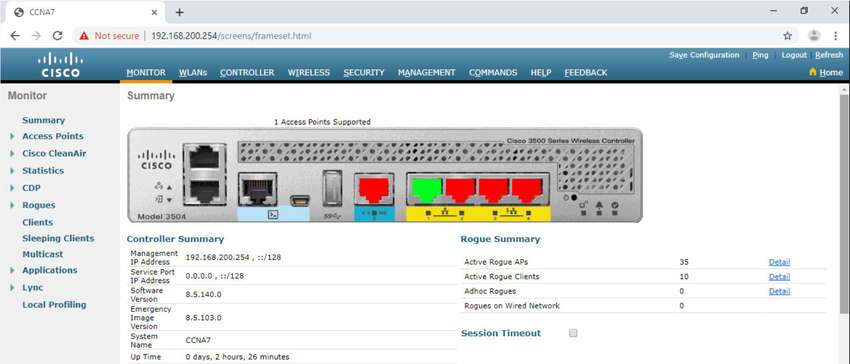 CCNA7
Not secure | 192.168.200.254/screens/frameset.html
Save Configuration | Ping | Logout | Refresh
CISCO
MONITOR WLANs CONTROLLER WIRELESS SECURITY MANAGEMENT COMMANDS HELP FEEDBACK Home
Monitor
Summary
Access Points
Cisco CleanAir
Statistics
CDP
Rogues
Clients
Sleeping Clients
Multicast
Applications
Lync
Local Profiling
Summary
1 Access Points Supported
Cisco 3500 Series Wireless Controller
CISCO
Model 3504
SS
1 2 3 4
Controller Summary
Management IP Address 192.168.200.254 , ::/128
Service Port IP Address 0.0.0.0 , ::/128
Software Version 8.5.140.0
Emergency Image Version 8.5.103.0
System Name CCNA7
Up Time 0 days, 2 hours, 26 minutes
Rogue Summary
Active Rogue APs 35 Detail
Active Rogue Clients 10 Detail
Adhoc Rogues 0 Detail
Rogues on Wired Network 0
Session Timeout